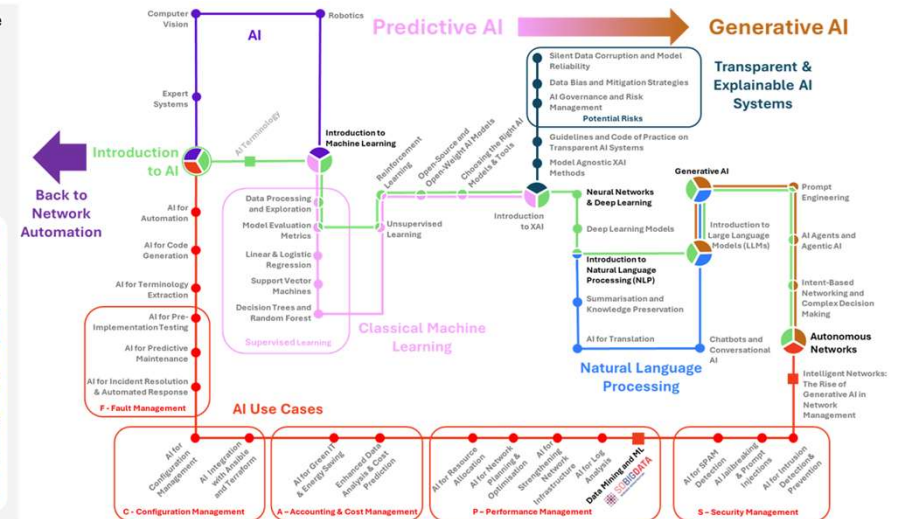 Computer
Vision
AI
Robotics
Predictive AI
Generative AI
Silent Data Corruption and Model
Reliability
Data Bias and Mitigation Strategies
AI Governance and Risk
Management
Potential Risks
Transparent &
Explainable AI
Systems
Expert
Systems
AI Terminology
Introduction to
Machine Learning
Reinforcement
Learning
Open-Source and
Open-Weight AI Models
Choosing the Right AI
Models & Tools
Guidelines and Code of Practice on
Transparent AI Systems
Model Agnostic XAI
Methods
Introduction
to AI
Back to
Network
Automation
Generative AI
Data Processing
and Exploration
Model Evaluation
Metrics
Linear & Logistic
Regression
Support Vector
Machines
Decision Trees and
Random Forest
Supervised Learning
Unsupervised
Learning
Classical Machine
Learning
Introduction
to XAI
Neural Networks
& Deep Learning
Deep Learning Models
Introduction to
Natural Language
Processing (NLP)
Summarisation and
Knowledge Preservation
AI for Translation
Natural Language
Processing
Introduction to
Large Language
Models (LLMs)
Chatbots and
Conversational
AI
Prompt
Engineering
AI Agents and
Agentic AI
Intent-Based
Networking and
Complex Decision
Making
Autonomous
Networks
Intelligent Networks:
The Rise of
Generative AI in
Network
Management
AI for
Automation
AI for Code
Generation
AI for Terminology
Extraction
AI for Pre-
Implementation Testing
AI for Predictive
Maintenance
AI for Incident Resolution
& Automated Response
F - Fault Management
AI Use Cases
AI for
Configuration
Management
AI Integration
with Ansible
and Terraform
C - Configuration Management
AI for Green IT
& Energy Saving
Enhanced Data
Analysis & Cost
Prediction
A – Accounting & Cost Management
AI for Resource
Allocation
AI for Network
Planning &
Optimisation
AI for
Strengthening
Network
Infrastructure
AI for Log
Analysis
Data Mining and ML
SOBIGDATA
P – Performance Management
AI for SPAM
Detection
AI Jailbreaking
& Prompt
Injections
AI for Intrusion
Detection&
Prevention
S – Security Management